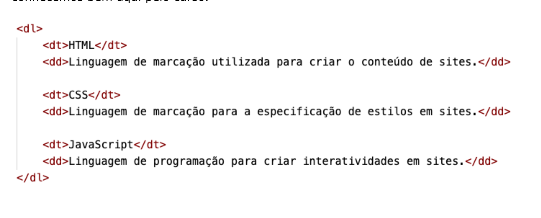 <dl>
<dt>HTML</dt>
<dd>Linguagem de marcação utilizada para criar o conteúdo de sites.</dd>
<dt>CSS</dt>
<dd>Linguagem de marcação para a especificação de estilos em sites.</dd>
<dt>JavaScript</dt>
<dd>Linguagem de programação para criar interatividades em sites.</dd>
</dl>